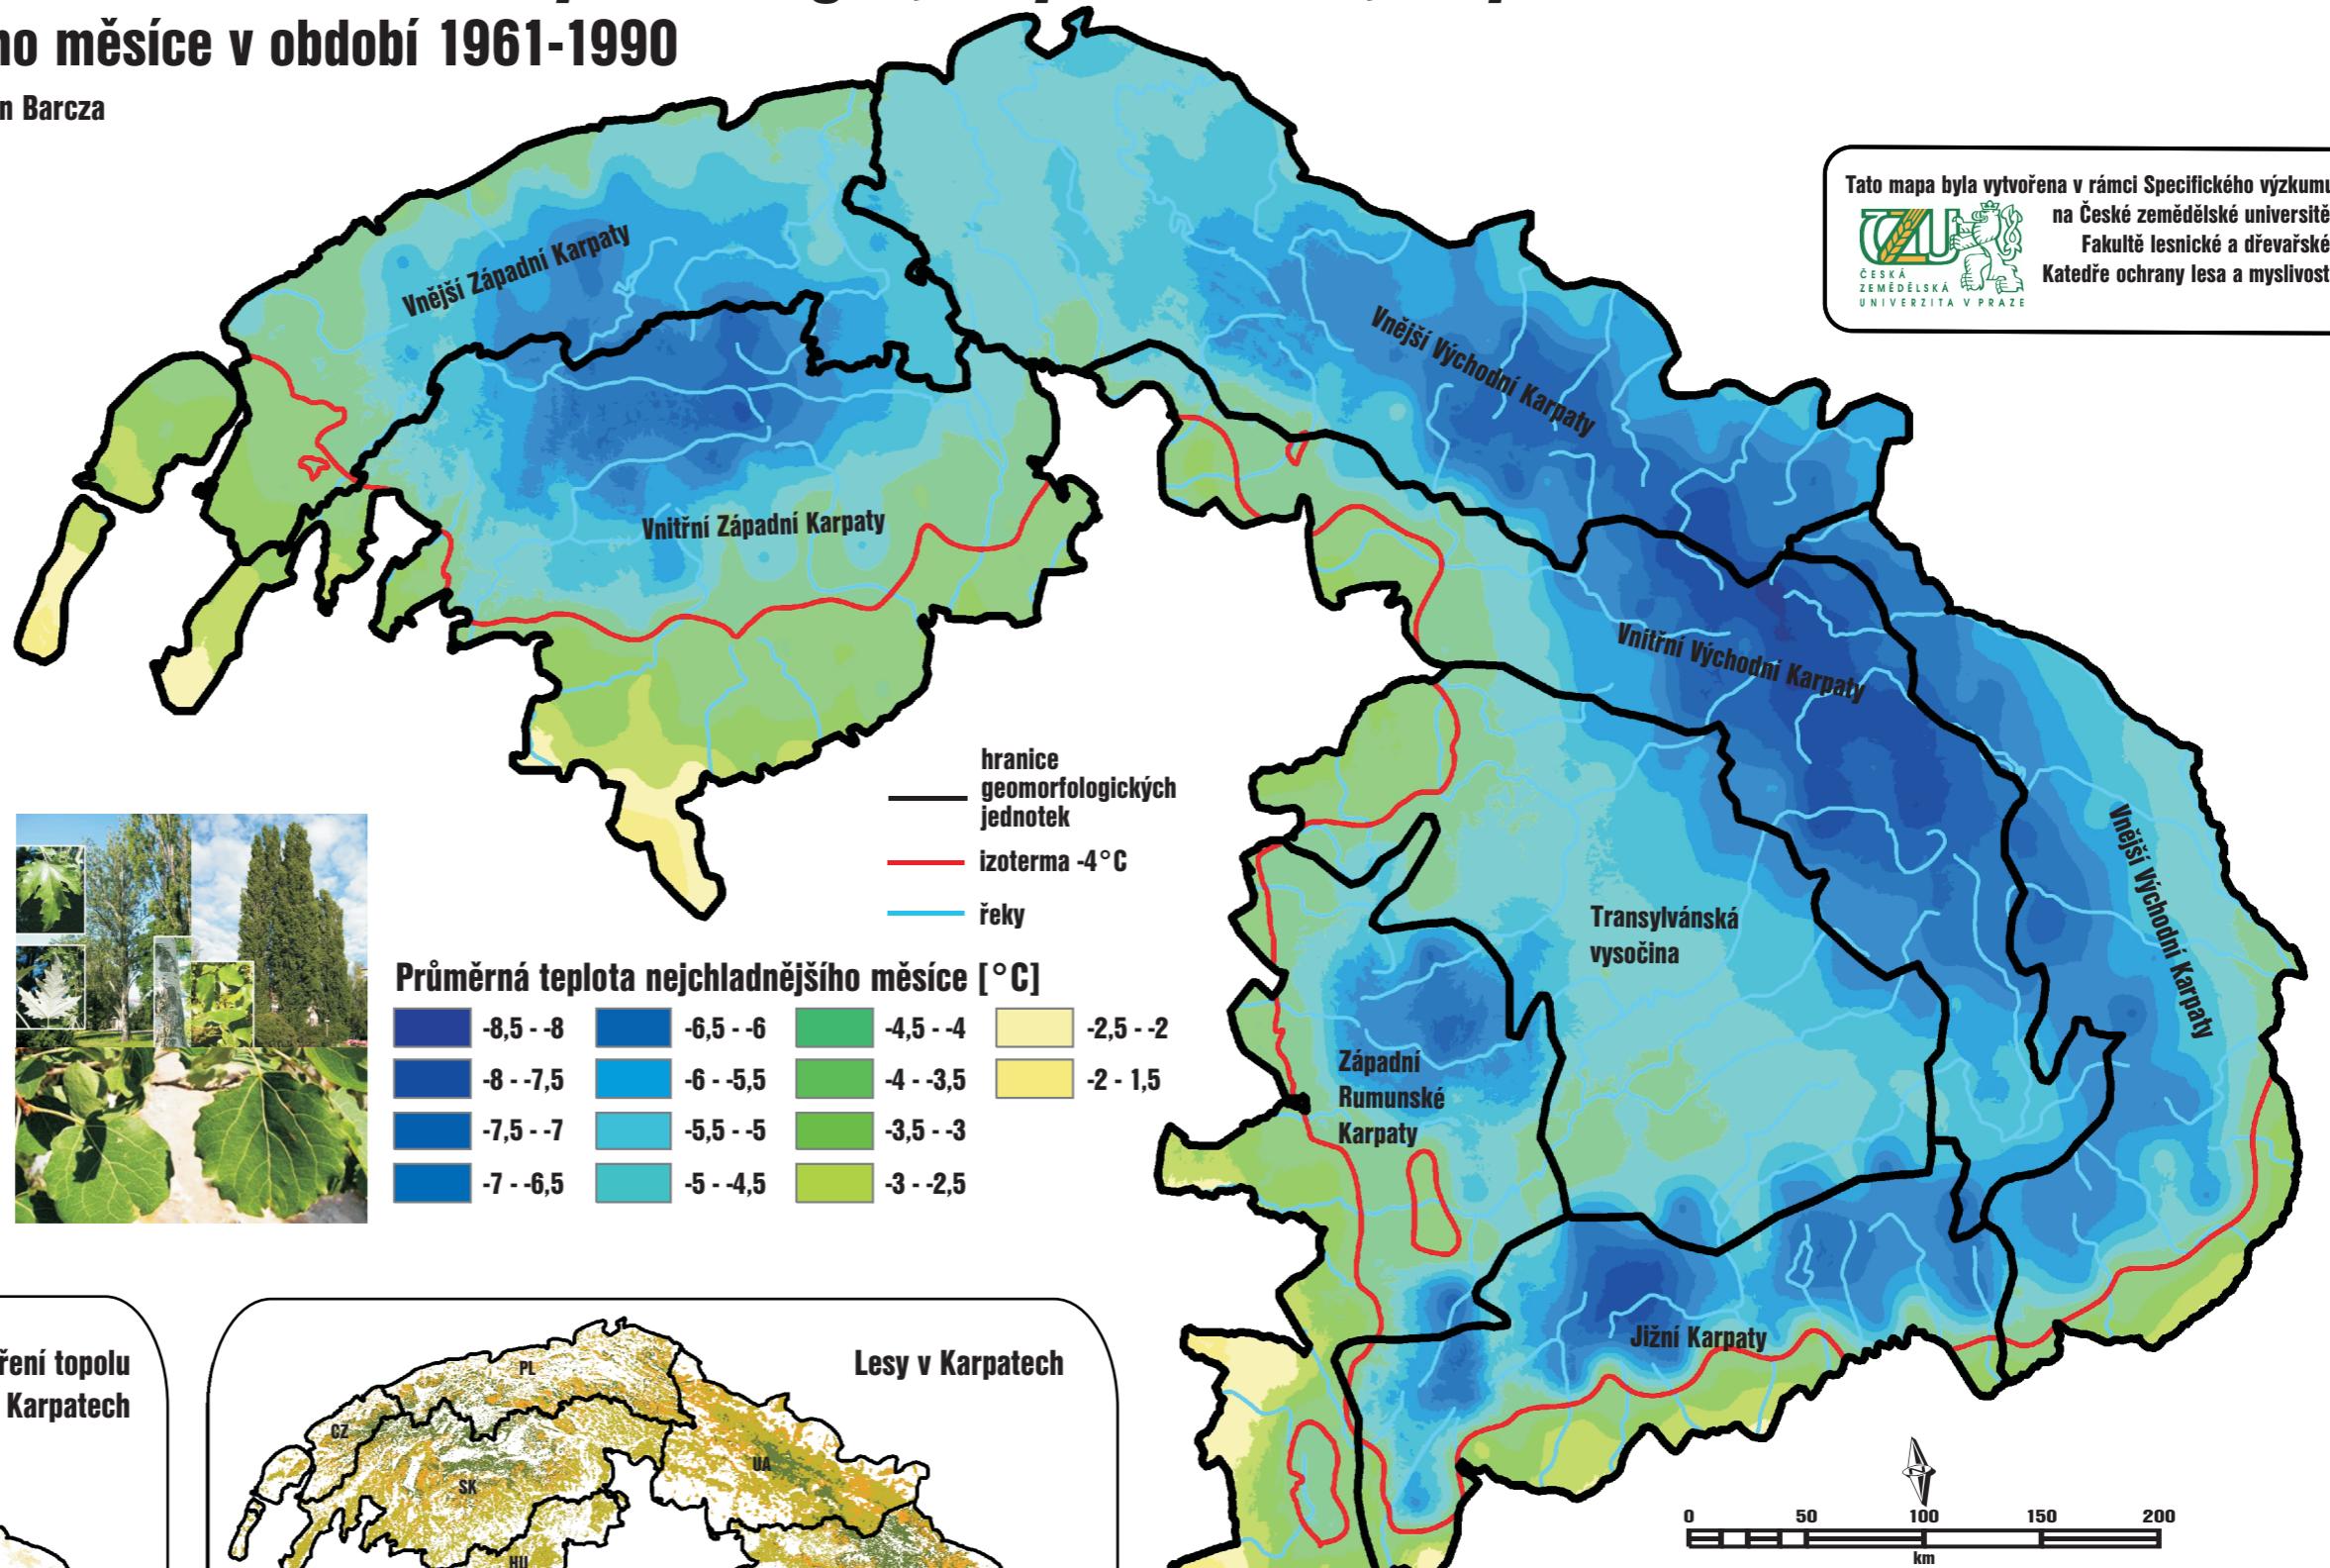 ho měsíce v období 1961-1990
n Barcza
Tato mapa byla vytvořena v rámci Specifického výzkumu
na České zemědělské universitě
Fakultě lesnické a dřevařské
Katedře ochrany lesa a myslivost
ČZU
ČESKÁ
ZEMĚDĚLSKÁ
UNIVERZITA V PRAZE
Vnější Západní Karpaty
Vnější Východní Karpaty
Vnitřní Západní Karpaty
Vnitřní Východní Karpaty
Vnější Východní Karpaty
Transylvánská
vysočina
Západní
Rumunské
Karpaty
Jižní Karpaty
hranice
geomorfologických
jednotek
izoterma -4°C
řeky
Průměrná teplota nejchladnějšího měsíce [°C]
-8,5 - -8
-8 - -7,5
-7,5 - -7
-7 - -6,5
-6,5 - -6
-6 - -5,5
-5,5 - -5
-5 - -4,5
-4,5 - -4
-4 - -3,5
-3,5 - -3
-3 - -2,5
-2,5 - -2
-2 - 1,5
ření topolu
Karpatech
Lesy v Karpatech
PL
CZ
SK
UA
HU
N
0 50 100 150 200
km